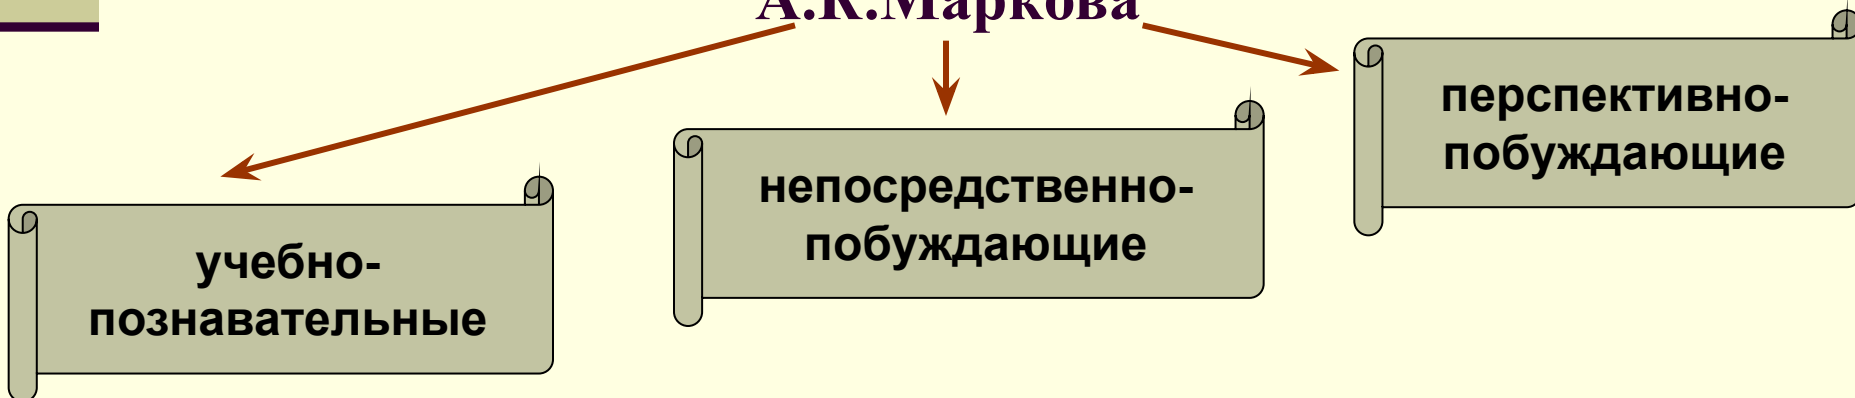 А.К.Маркова
учебно-
познавательные
непосредственно-
побуждающие
перспективно-
побуждающие